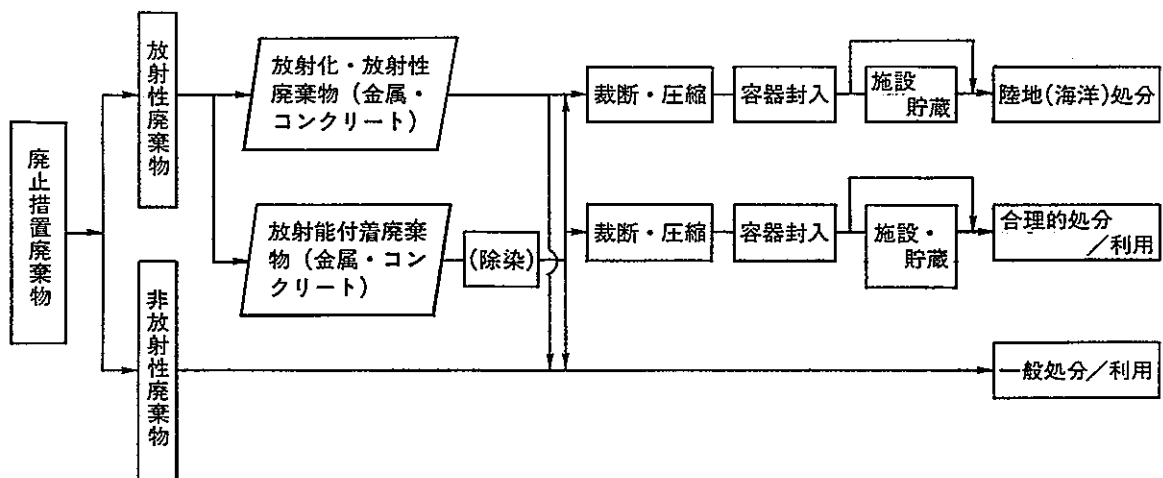 廃止措置廃棄物
放射性廃棄物
非放射性廃棄物
放射化・放射性
廃棄物（金属・
コンクリート）
放射能付着廃棄
物（金属・コン
クリート）
(除染)
裁断・圧縮
容器封入
施設
貯蔵
陸地(海洋)処分
裁断・圧縮
容器封入
施設・
貯蔵
合理的処分
／利用
一般処分／利用